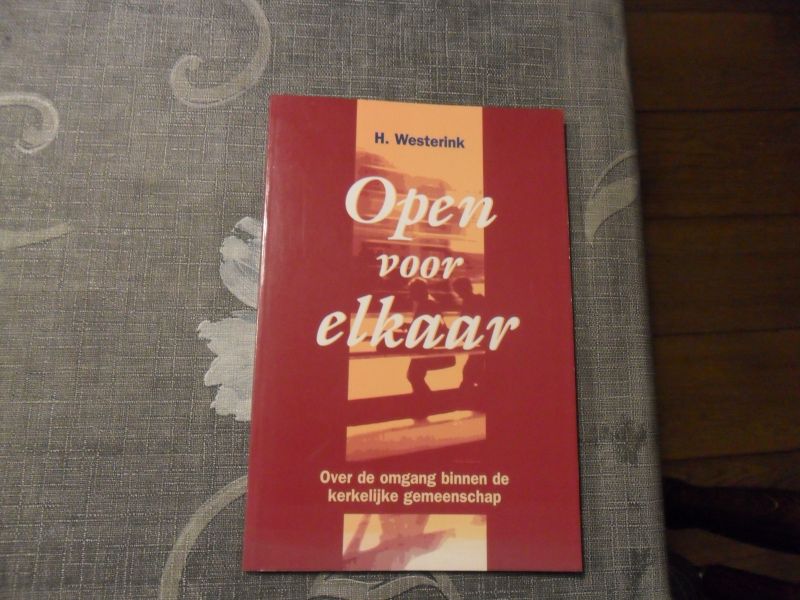 H. Westerink
Open
voor
elkaar
Over de omgang binnen de
kerkelijke gemeenschap